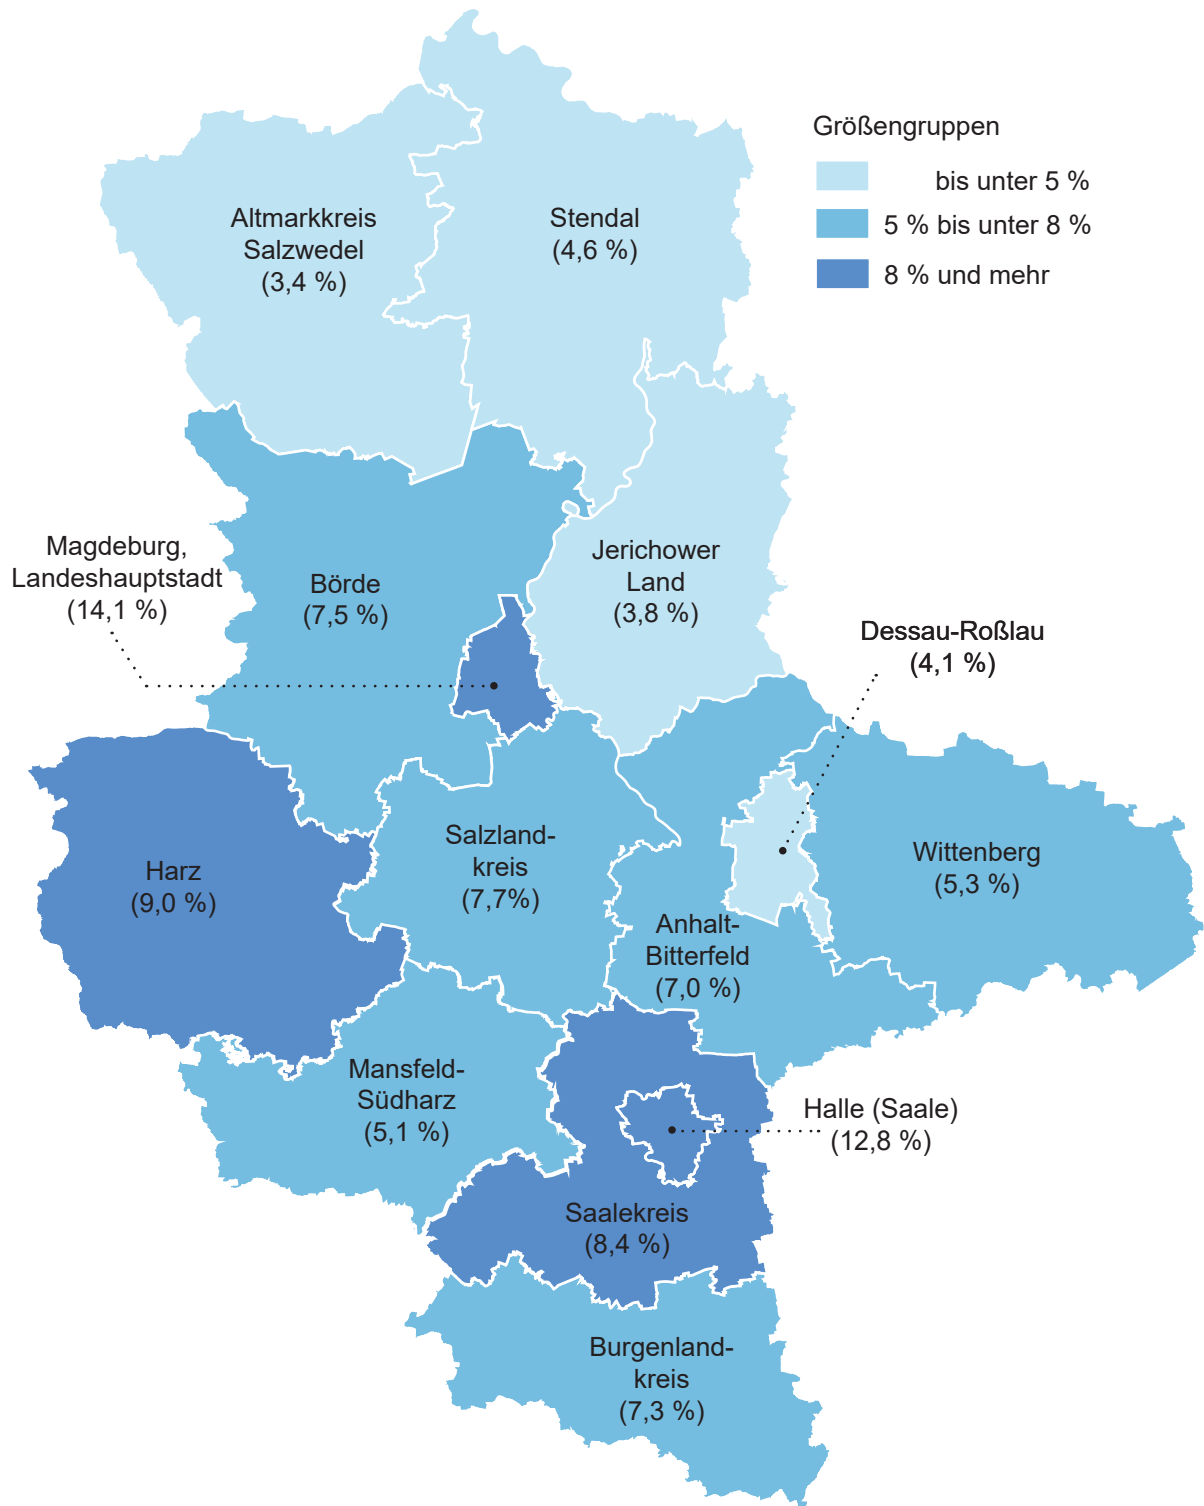 Größengruppen
bis unter 5 %
5 % bis unter 8 %
8 % und mehr
Altmarkkreis
Salzwedel
(3,4 %)
Stendal
(4,6 %)
Magdeburg,
Landeshauptstadt
(14,1 %)
Börde
(7,5 %)
Jerichower
Land
(3,8 %)
Dessau-Roßlau
(4,1 %)
Harz
(9,0 %)
Salzland-
kreis
(7,7%)
Wittenberg
(5,3 %)
Anhalt-
Bitterfeld
(7,0 %)
Mansfeld-
Südharz
(5,1 %)
Halle (Saale)
(12,8 %)
Saalekreis
(8,4 %)
Burgenland-
kreis
(7,3 %)